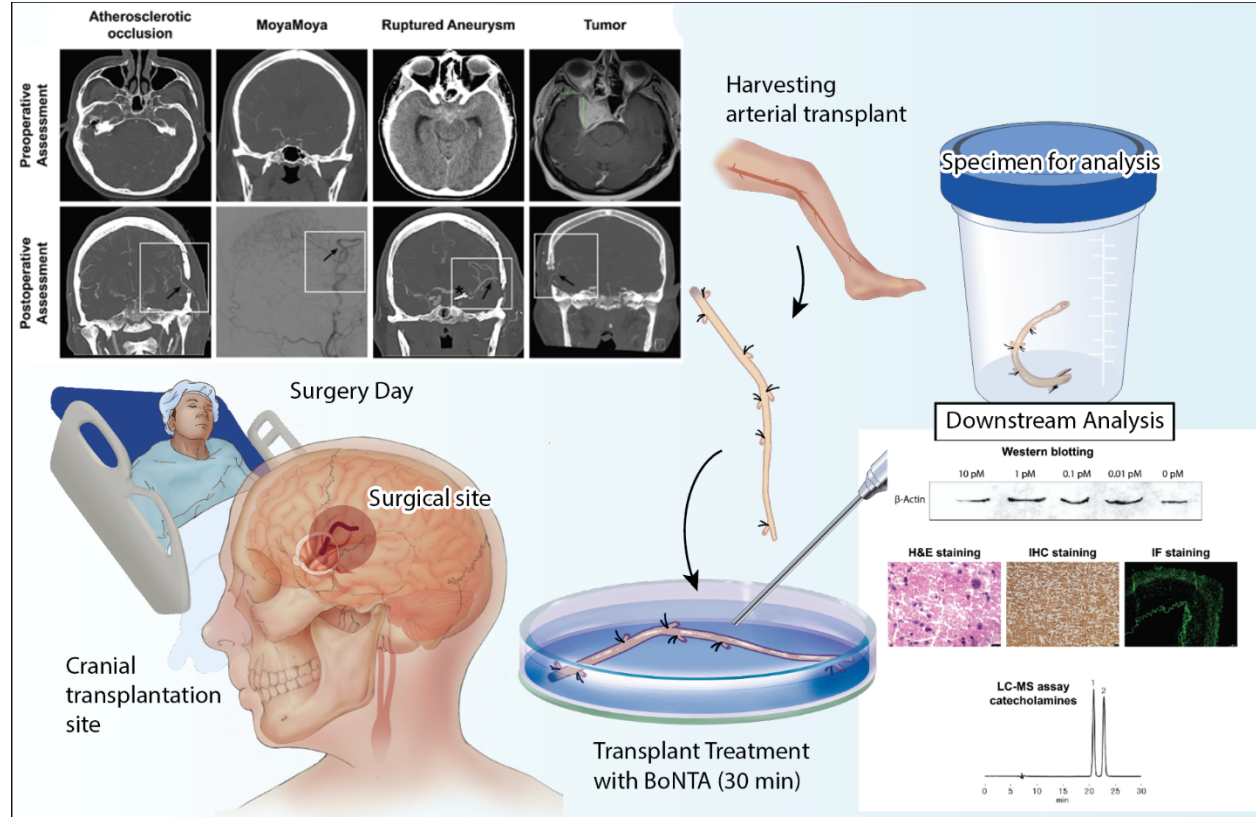 Atherosclerotic
occlusion
MoyaMoya
Ruptured Aneurysm
Tumor
Preoperative
Assessment
Postoperative
Assessment
*
Harvesting
arterial transplant
Specimen for analysis
Surgery Day
Surgical site
Cranial
transplantation
site
Transplant Treatment
with BoNTA (30 min)
Downstream Analysis
Western blotting
10 pM 1 pM 0.1 pM 0.01 pM 0 pM
β-Actin
H&E staining IHC staining IF staining
LC-MS assay
catecholamines
1
2
0 5 10 15 20 25 30
min